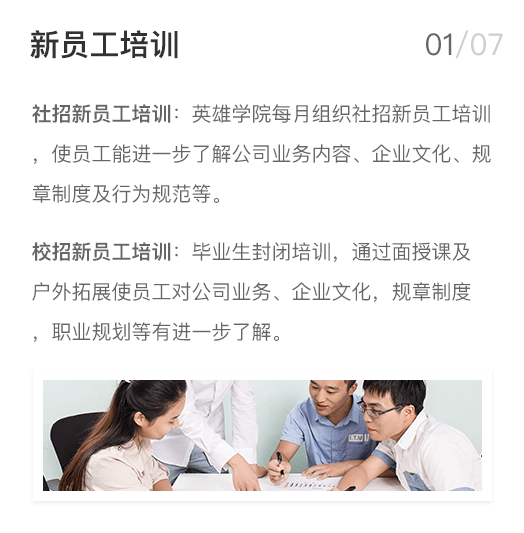 新员工培训
01/07
社招新员工培训：英雄学院每月组织社招新员工培训
，使员工能进一步了解公司业务内容、企业文化、规
章制度及行为规范等。
校招新员工培训：毕业生封闭培训，通过面授课及
户外拓展使员工对公司业务、企业文化，规章制度
，职业规划等有进一步了解。